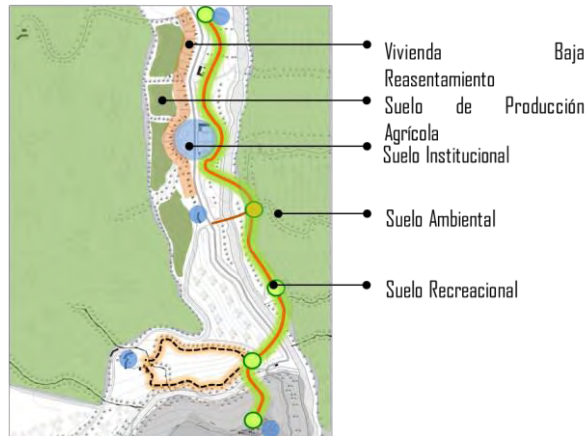 Vivienda Baja
Reasentamiento
Suelo de Producción
Agrícola
Suelo Institucional
Suelo Ambiental
Suelo Recreacional